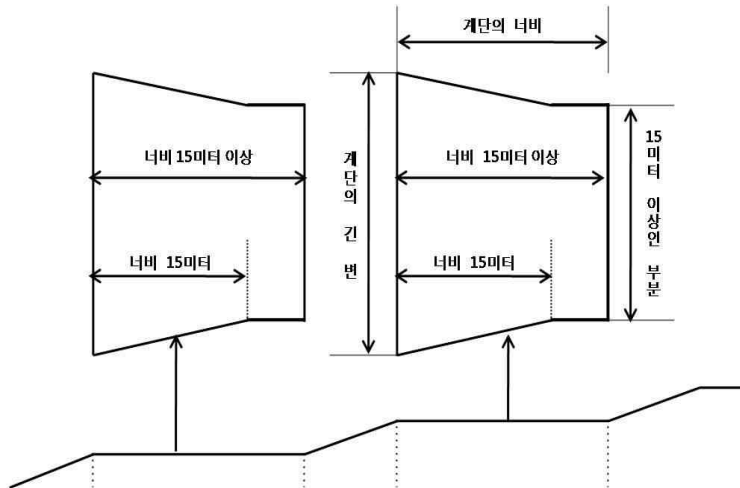 계단의 너비
너비 15미터 이상
너비 15미터
계단의 긴 변
너비 15미터 이상
너비 15미터
15미터 이상인 부분